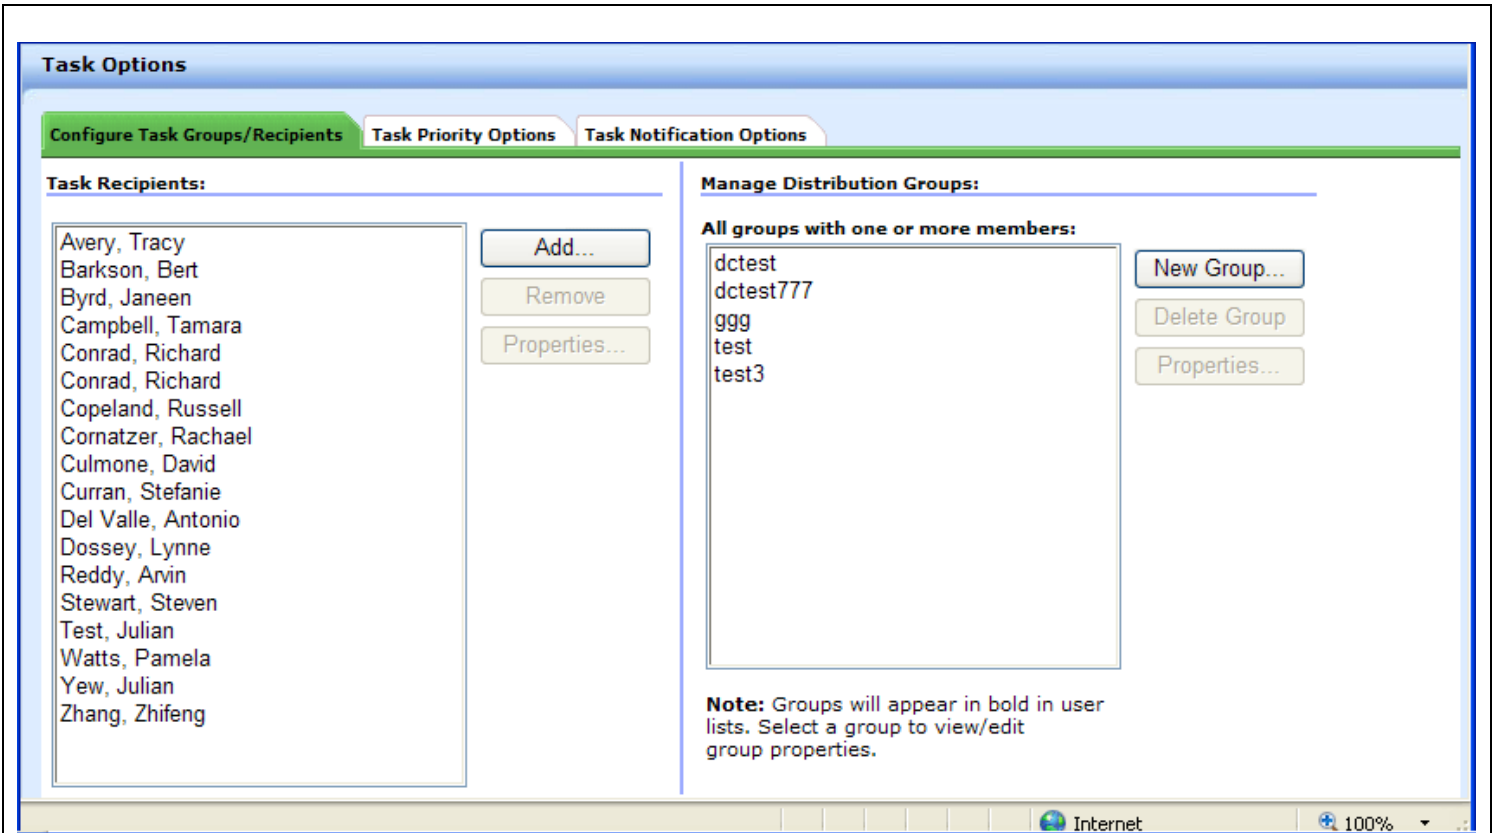 Task Options
Configure Task Groups/Recipients
Task Priority Options
Task Notification Options
Task Recipients:
Avery, Tracy
Barkson, Bert
Byrd, Janeen
Campbell, Tamara
Conrad, Richard
Conrad, Richard
Copeland, Russell
Cornatzer, Rachael
Culmone, David
Curran, Stefanie
Del Valle, Antonio
Dossey, Lynne
Reddy, Arvin
Stewart, Steven
Test, Julian
Watts, Pamela
Yew, Julian
Zhang, Zhifeng
Add...
Remove
Properties...
Manage Distribution Groups:
All groups with one or more members:
dctest
dctest777
ggg
test
test3
New Group...
Delete Group
Properties...
Note: Groups will appear in bold in user
lists. Select a group to view/edit
group properties.
Internet
100%